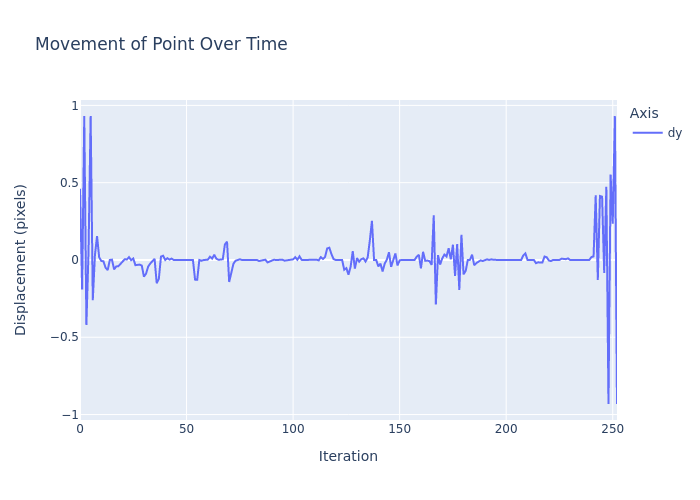 Movement of Point Over Time
Axis
dy
Displacement (pixels)
1
0.5
0
−0.5
−1
0
50
100
150
200
250
Iteration